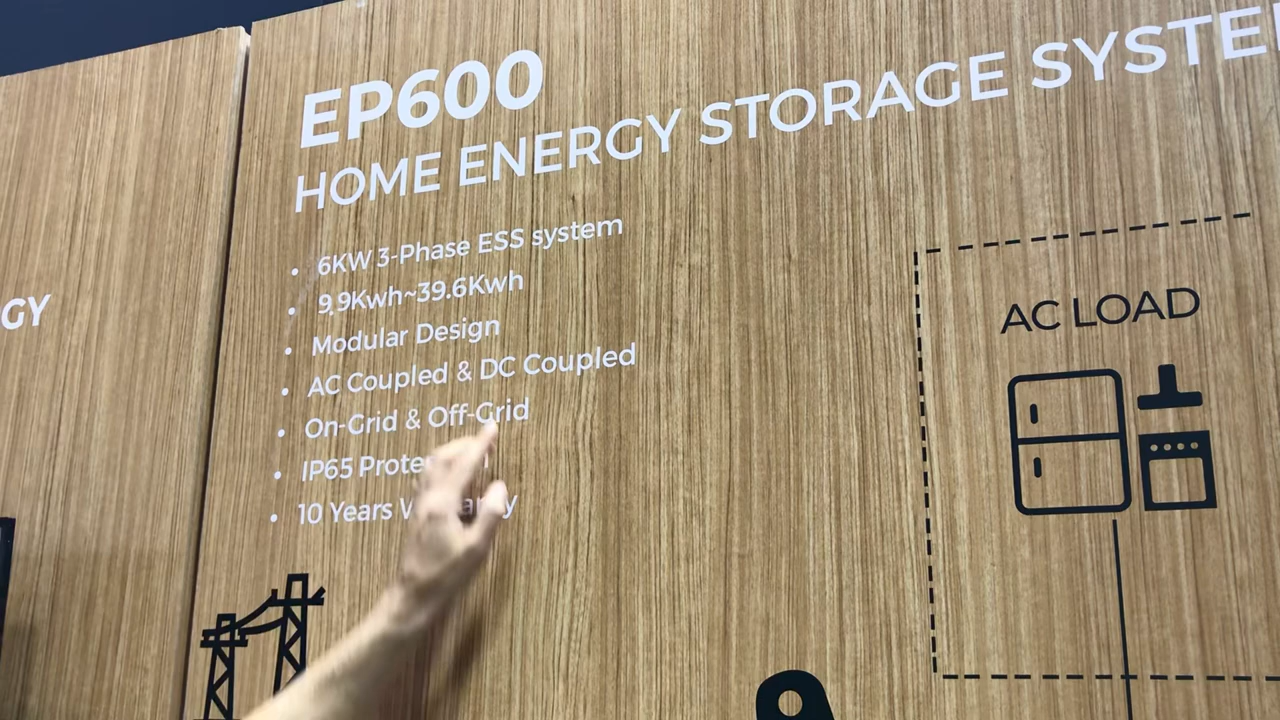 EP600
HOME ENERGY STORAGE SYSTE
• 6KW 3-Phase ESS system
• 9.9Kwh~39.6Kwh
• Modular Design
• AC Coupled & DC Coupled
• On-Grid & Off-Grid
• IP65
• 10 Years
GY
AC LOAD